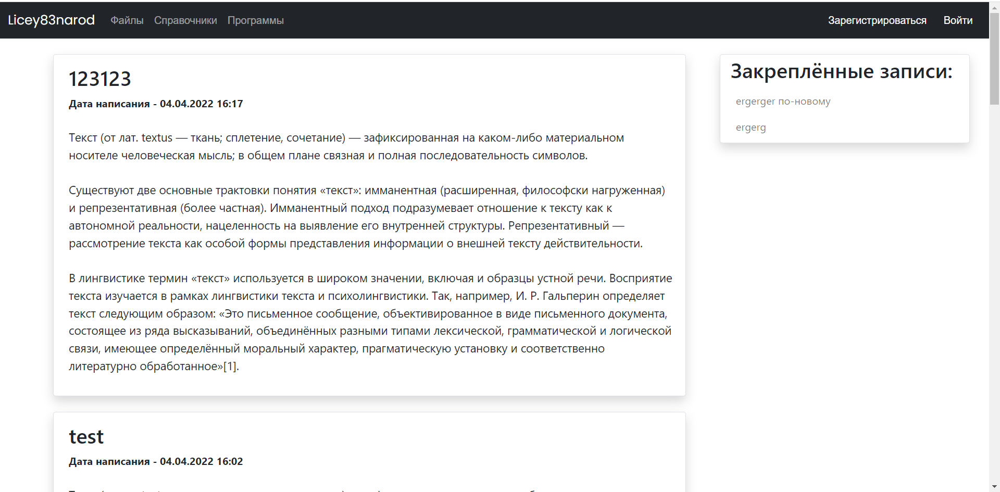 Licey83narod Файлы Справочники Программы Зарегистрироваться Войти
123123
Дата написания - 04.04.2022 16:17
Текст (от лат. textus — ткань; сплетение, сочетание) — зафиксированная на каком-либо материальном
носителе человеческая мысль; в общем плане связная и полная последовательность символов.
Существуют две основные трактовки понятия «текст»: имманентная (расширенная, философски нагруженная)
и репрезентативная (более частная). Имманентный подход подразумевает отношение к тексту как к
автономной реальности, нацеленность на выявление его внутренней структуры. Репрезентативный —
рассмотрение текста как особой формы представления информации о внешней тексту действительности.
В лингвистике термин «текст» используется в широком значении, включая и образцы устной речи. Восприятие
текста изучается в рамках лингвистики текста и психолингвистики. Так, например, И. Р. Гальперин определяет
текст следующим образом: «Это письменное сообщение, объективированное в виде письменного документа,
состоящее из ряда высказываний, объединённых разными типами лексической, грамматической и логической
связи, имеющее определённый моральный характер, прагматическую установку и соответственно
литературно обработанное»[1].
test
Дата написания - 04.04.2022 16:02
Закреплённые записи:
ergerger по-новому
ergerg